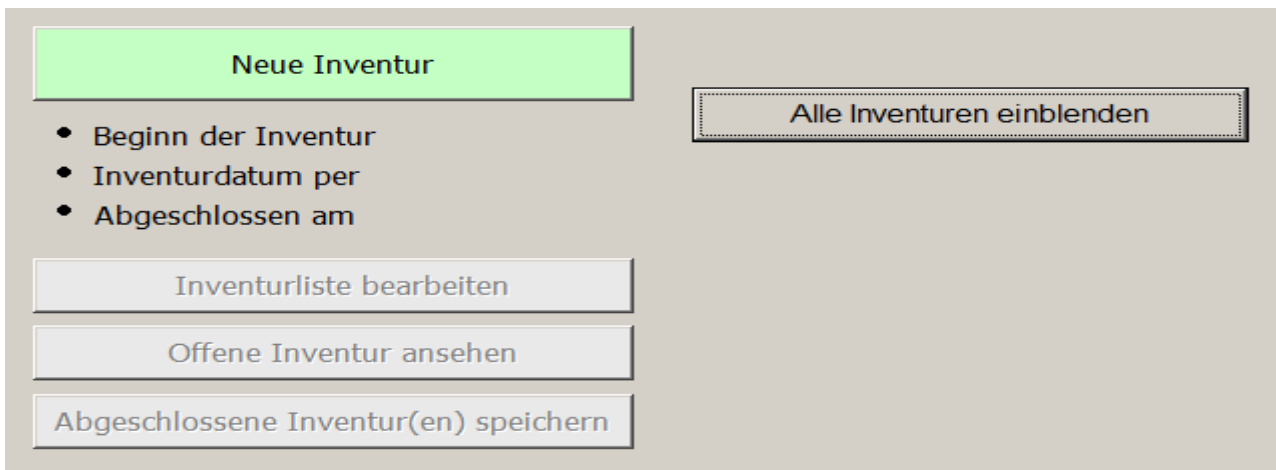 Neue Inventur
Alle Inventuren einblenden
• Beginn der Inventur
• Inventurdatum per
• Abgeschlossen am
Inventurliste bearbeiten
Offene Inventur ansehen
Abgeschlossene Inventur(en) speichern